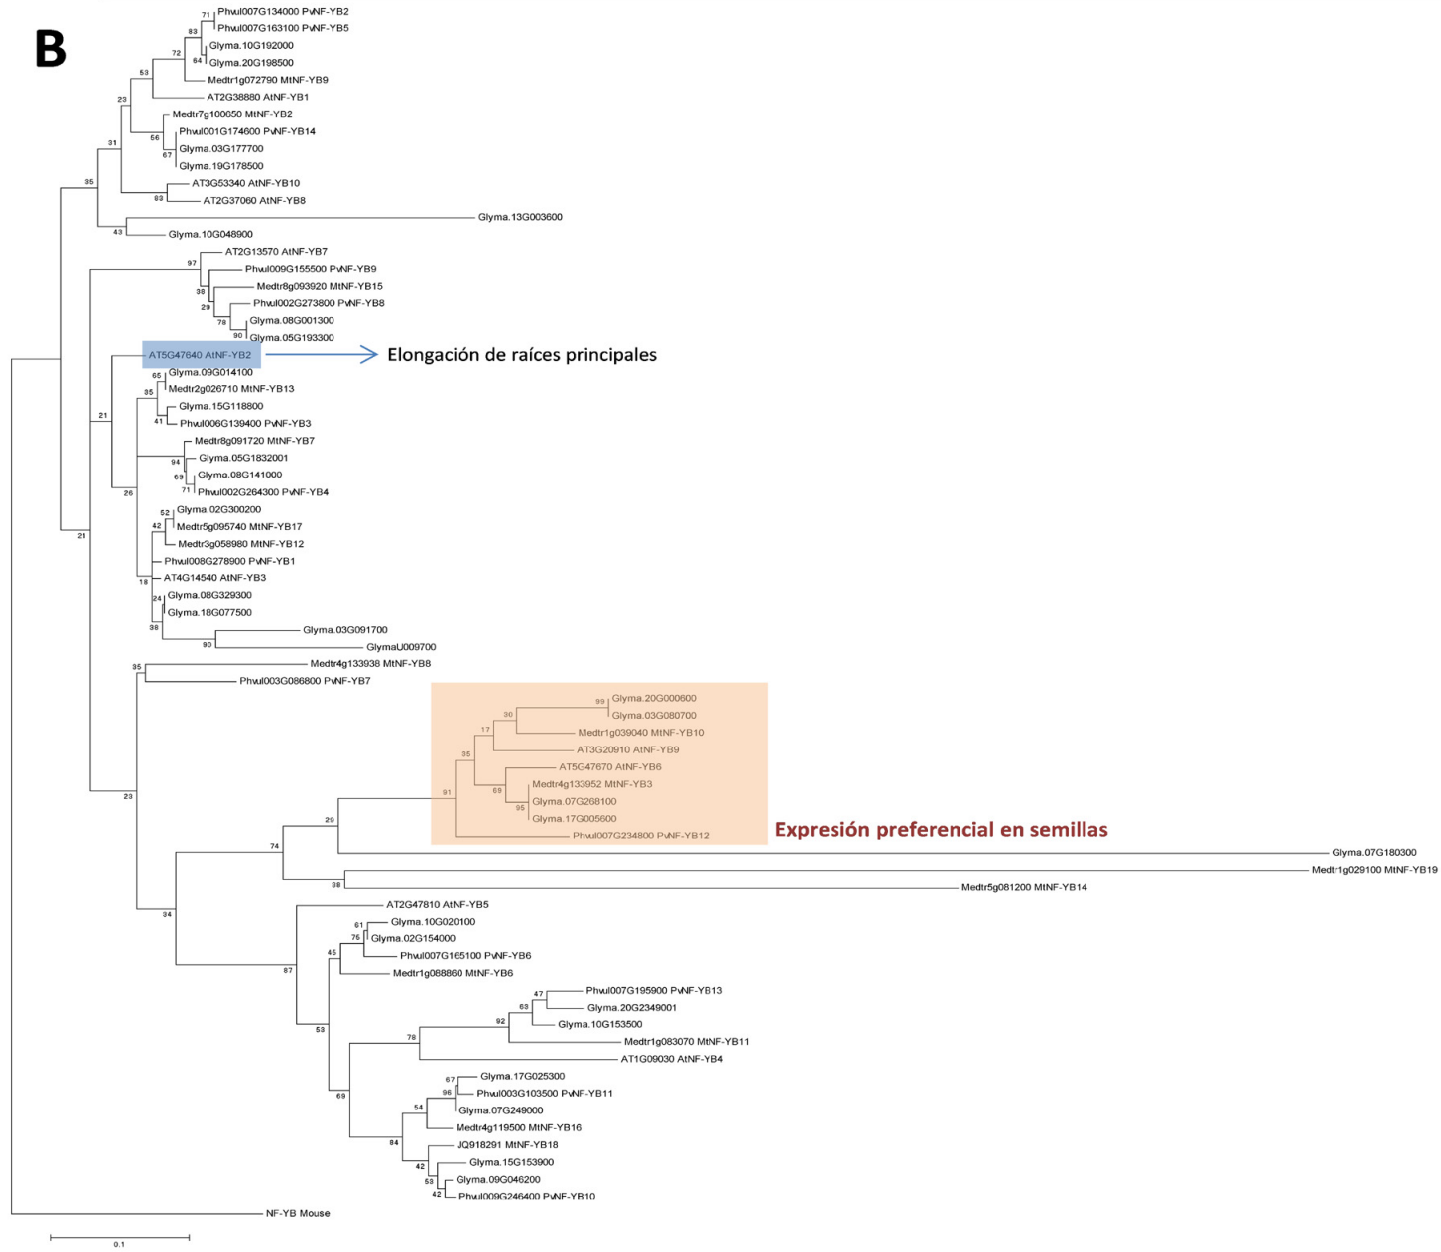 B
71
Phvul007G134000 PvNF-YB2
Phvul007G163100 PvNF-YB5
83
Glyma.10G192000
64
Glyma.20G198500
72
Medtr1g072790 MtNF-YB9
53
AT2G38880 AtNF-YB1
23
Medtr7g100650 MtNF-YB2
56
Phvul001G174600 PvNF-YB14
67
Glyma.03G177700
Glyma.19G178500
31
AT3G53340 AtNF-YB10
83
AT2G37060 AtNF-YB8
35
Glyma.13G003600
43
Glyma.10G048900
AT2G13570 AtNF-YB7
97
Phvul009G155500 PvNF-YB9
38
Medtr8g093920 MtNF-YB15
29
Phvul002G273800 PvNF-YB8
78
Glyma.08G001300
90
Glyma.05G193300
AT5G47640 AtNF-YB2
Elongación de raíces principales
65
Glyma.09G014100
Medtr2g026710 MtNF-YB13
35
Glyma.15G118800
41
Phvul006G139400 PvNF-YB3
21
Medtr8g091720 MtNF-YB7
94
Glyma.05G1832001
69
Glyma.08G141000
71
Phvul002G264300 PvNF-YB4
26
52
Glyma.02G300200
42
Medtr5g095740 MtNF-YB17
Medtr3g058980 MtNF-YB12
21
Phvul008G278900 PvNF-YB1
18
AT4G14540 AtNF-YB3
24
Glyma.08G329300
Glyma.18G077500
38
Glyma.03G091700
93
GlymaU009700
35
Medtr4g133938 MtNF-YB8
Phvul003G086800 PvNF-YB7
99
Glyma.20G000600
30
Glyma.03G080700
17
Medtr1g039040 MtNF-YB10
35
AT3G20910 AtNF-YB9
AT5G47670 AtNF-YB6
69
Medtr4g133952 MtNF-YB3
91
95
Glyma.07G268100
23
Glyma.17G005600
29
Phvul007G234800 PvNF-YB12
Expresión preferencial en semillas
74
Glyma.07G180300
Medtr1g029100 MtNF-YB19
38
Medtr5g081200 MtNF-YB14
34
AT2G47810 AtNF-YB5
61
Glyma.10G020100
76
Glyma.02G154000
45
Phvul007G165100 PvNF-YB6
87
Medtr1g088860 MtNF-YB6
47
Phvul007G195900 PvNF-YB13
63
Glyma.20G2349001
92
Glyma.10G153500
53
78
Medtr1g083070 MtNF-YB11
AT1G09030 AtNF-YB4
67
Glyma.17G025300
69
96
Phvul003G103500 PvNF-YB11
54
Glyma.07G249000
Medtr4g119500 MtNF-YB16
84
JQ918291 MtNF-YB18
42
Glyma.15G153900
53
Glyma.09G046200
42
Phvul009G246400 PvNF-YB10
NF-YB Mouse
0.1